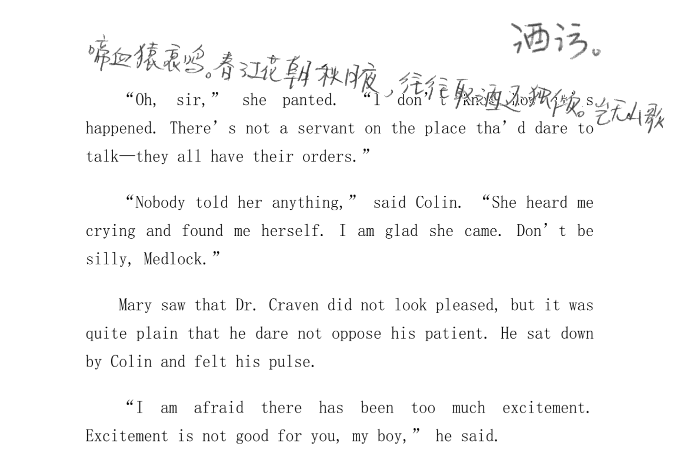 酒污。
啼血猿哀鸣。春江花朝秋月夜，往往取酒还独倾。岂无山歌
“Oh, sir,” she panted. “I don’t know how it’s
happened. There’s not a servant on the place tha’d dare to
talk—they all have their orders.”
“Nobody told her anything,” said Colin. “She heard me
crying and found me herself. I am glad she came. Don’t be
silly, Medlock.”
Mary saw that Dr. Craven did not look pleased, but it was
quite plain that he dare not oppose his patient. He sat down
by Colin and felt his pulse.
“I am afraid there has been too much excitement.
Excitement is not good for you, my boy,” he said.